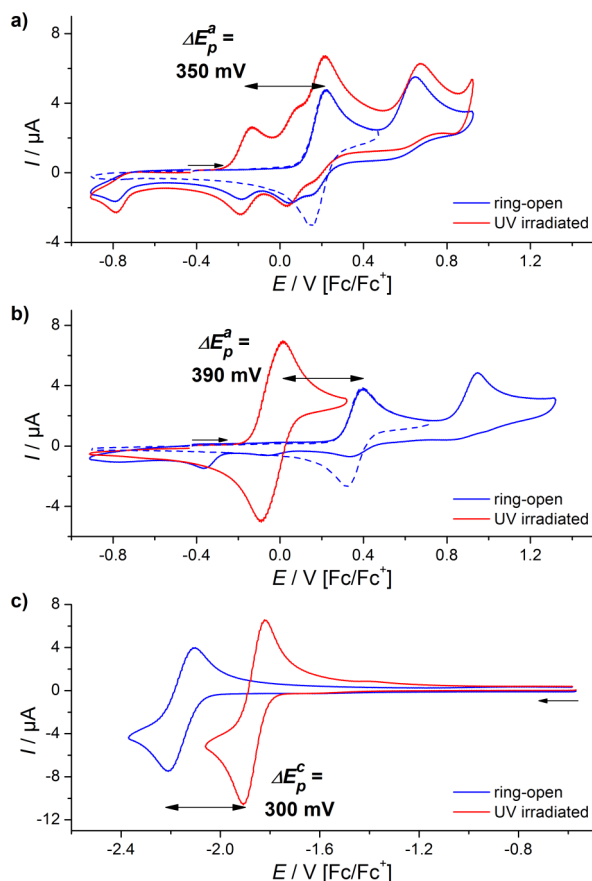 a)
ΔE_p^a =
350 mV
8
4
0
-4
I / µA
ring-open
UV irradiated
-0.8 -0.4 0.0 0.4 0.8 1.2
E / V [Fc/Fc⁺]
b)
ΔE_p^a =
390 mV
8
4
0
-4
I / µA
ring-open
UV irradiated
-0.8 -0.4 0.0 0.4 0.8 1.2
E / V [Fc/Fc⁺]
c)
8
4
0
-4
-8
-12
I / µA
ΔE_p^c =
300 mV
ring-open
UV irradiated
-2.4 -2.0 -1.6 -1.2 -0.8
E / V [Fc/Fc⁺]